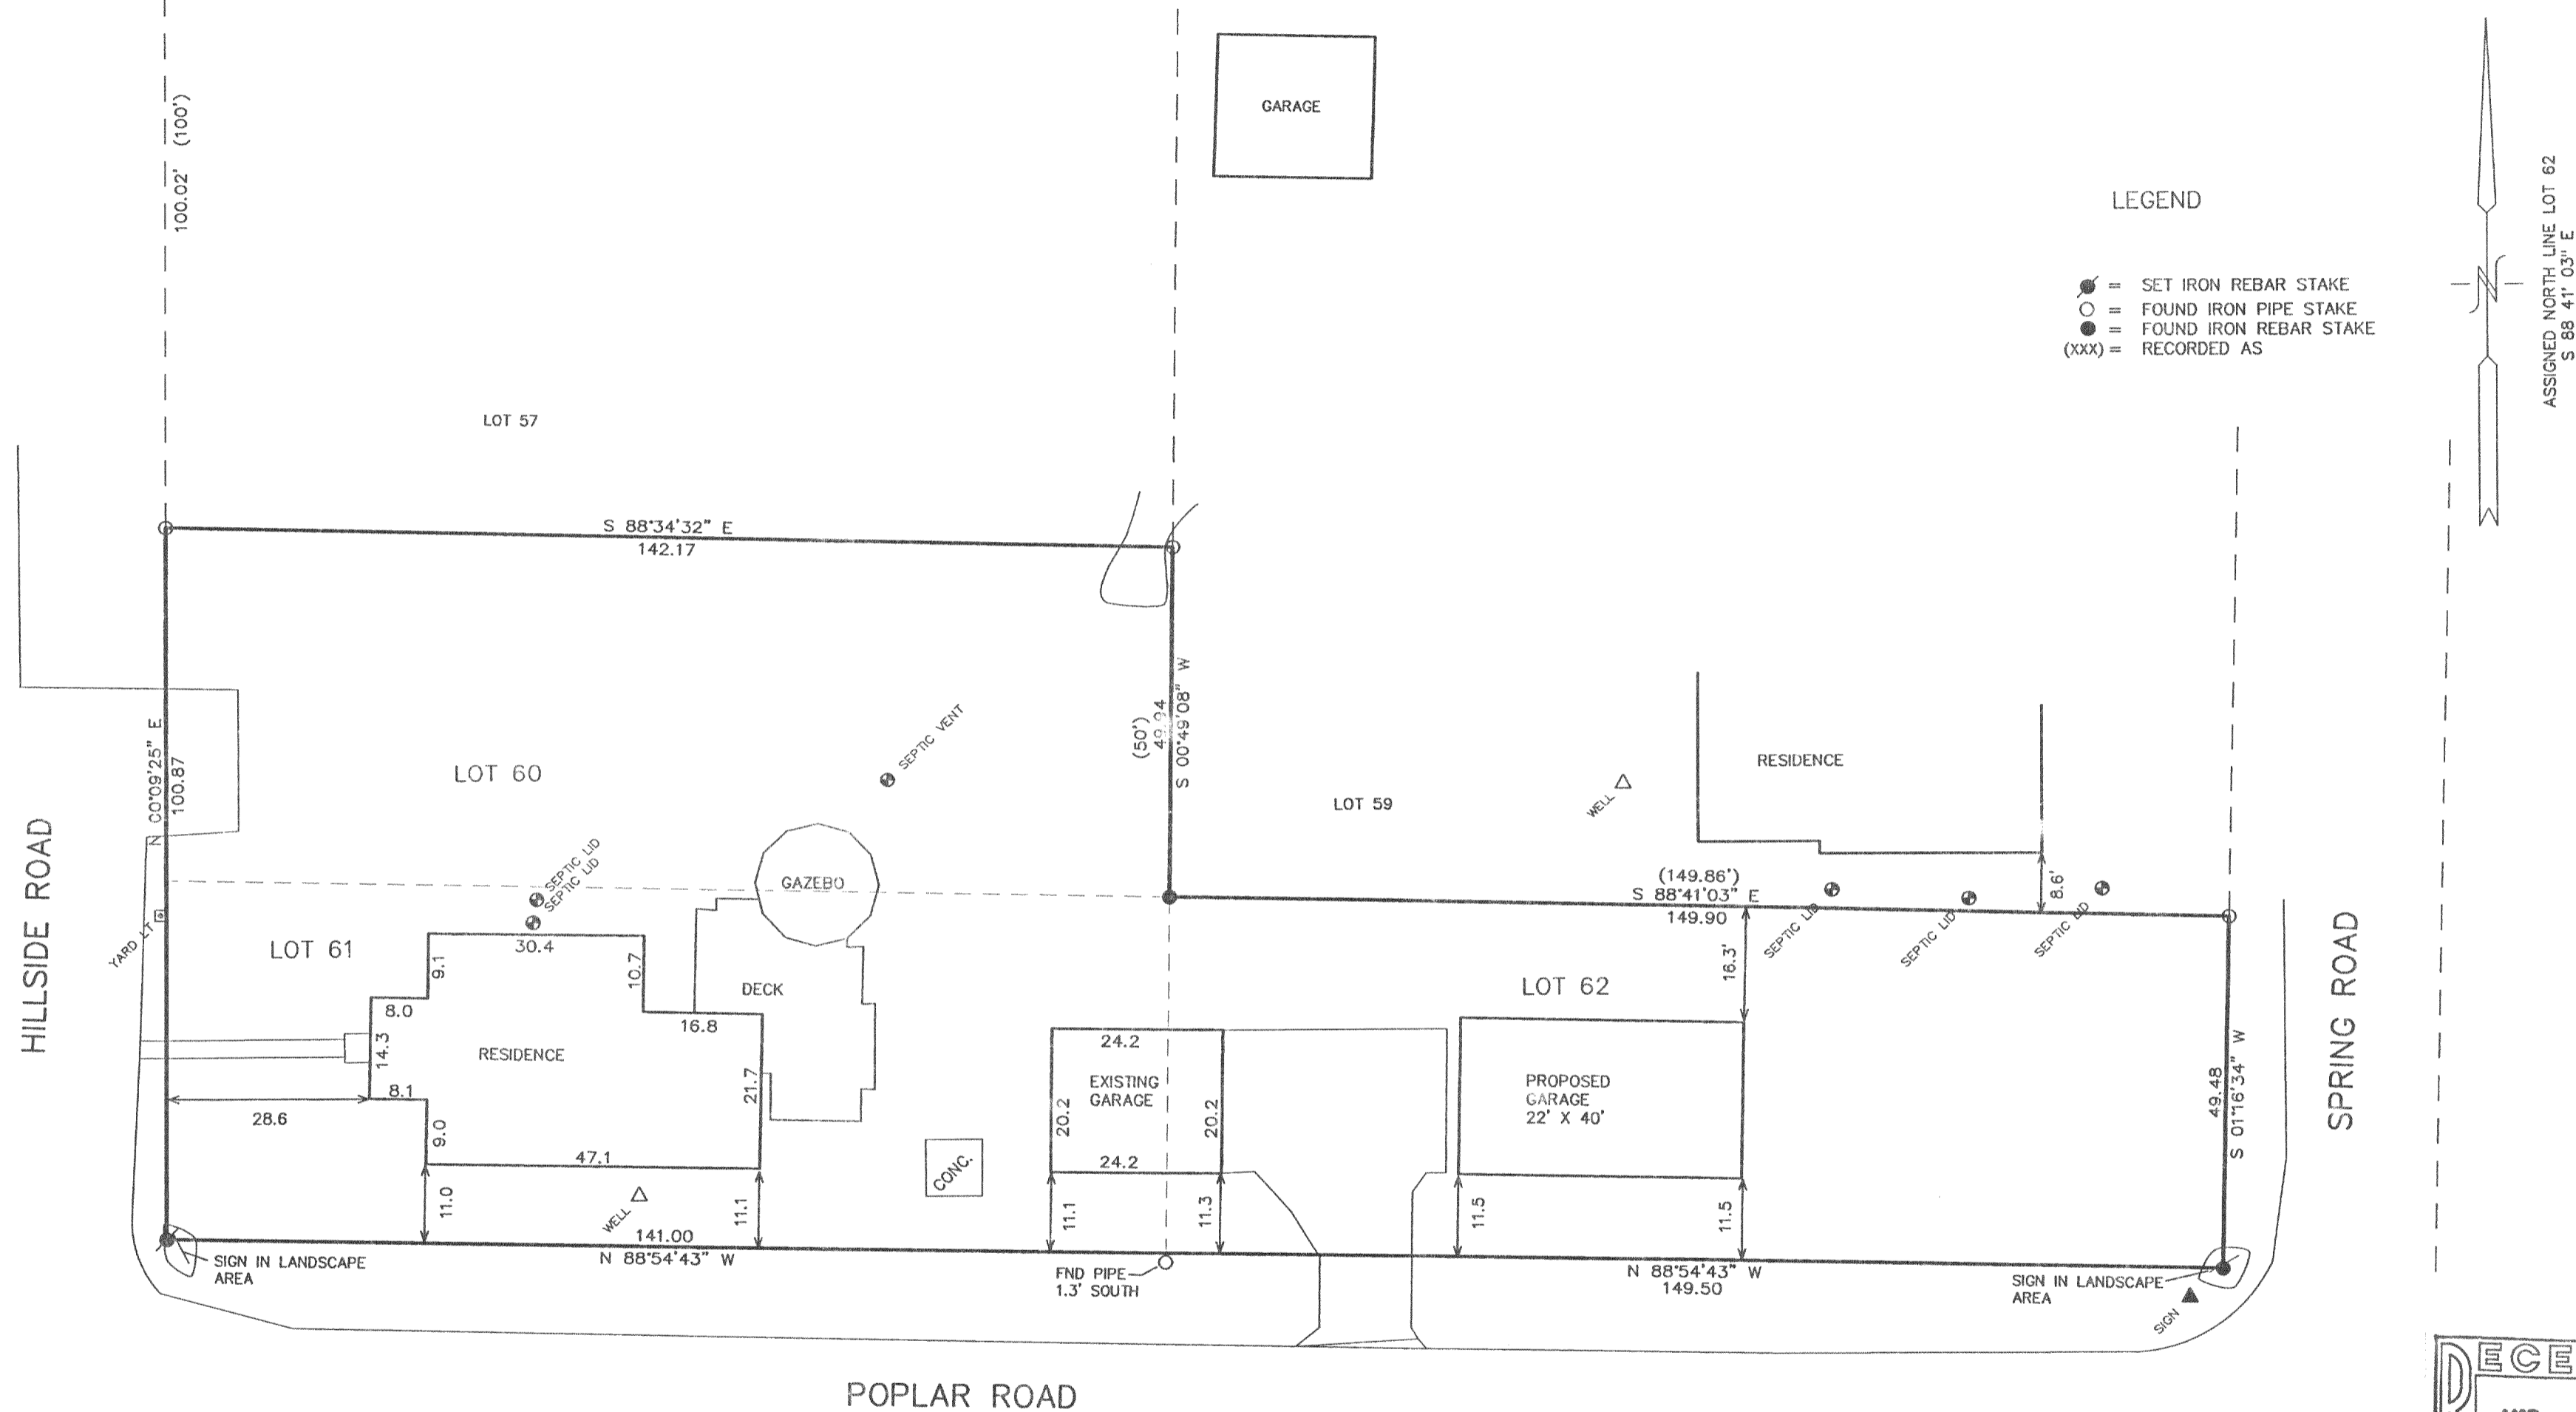 100.02' (100')
GARAGE
LEGEND
= SET IRON REBAR STAKE
= FOUND IRON PIPE STAKE
= FOUND IRON REBAR STAKE
(XXX) = RECORDED AS
N
ASSIGNED NORTH LINE LOT 62
S 88 41' 03" E
LOT 57
S 88°34'32" E
142.17
(50')
49.94
S 00°49'08" W
N 00°09'25" E
100.87
LOT 60
SEPTIC VENT
HILLSIDE ROAD
SEPTIC LID
SEPTIC LID
GAZEBO
YARD LT
LOT 61
30.4
9.1
10.7
DECK
8.0
16.8
14.3
RESIDENCE
8.1
21.7
28.6
9.0
47.1
11.0
WELL
11.1
CONC.
141.00
N 88°54'43" W
SIGN IN LANDSCAPE
AREA
LOT 59
WELL
RESIDENCE
(149.86')
S 88°41'03" E
149.90
8.6'
SEPTIC LID
SEPTIC LID
SEPTIC LID
16.3'
LOT 62
24.2
EXISTING
GARAGE
20.2
20.2
24.2
11.1
11.3
PROPOSED
GARAGE
22' X 40'
11.5
11.5
49.48
S 01°16'34" W
SPRING ROAD
FND PIPE
1.3' SOUTH
N 88°54'43" W
149.50
SIGN IN LANDSCAPE
AREA
SIGN
POPLAR ROAD
DECE